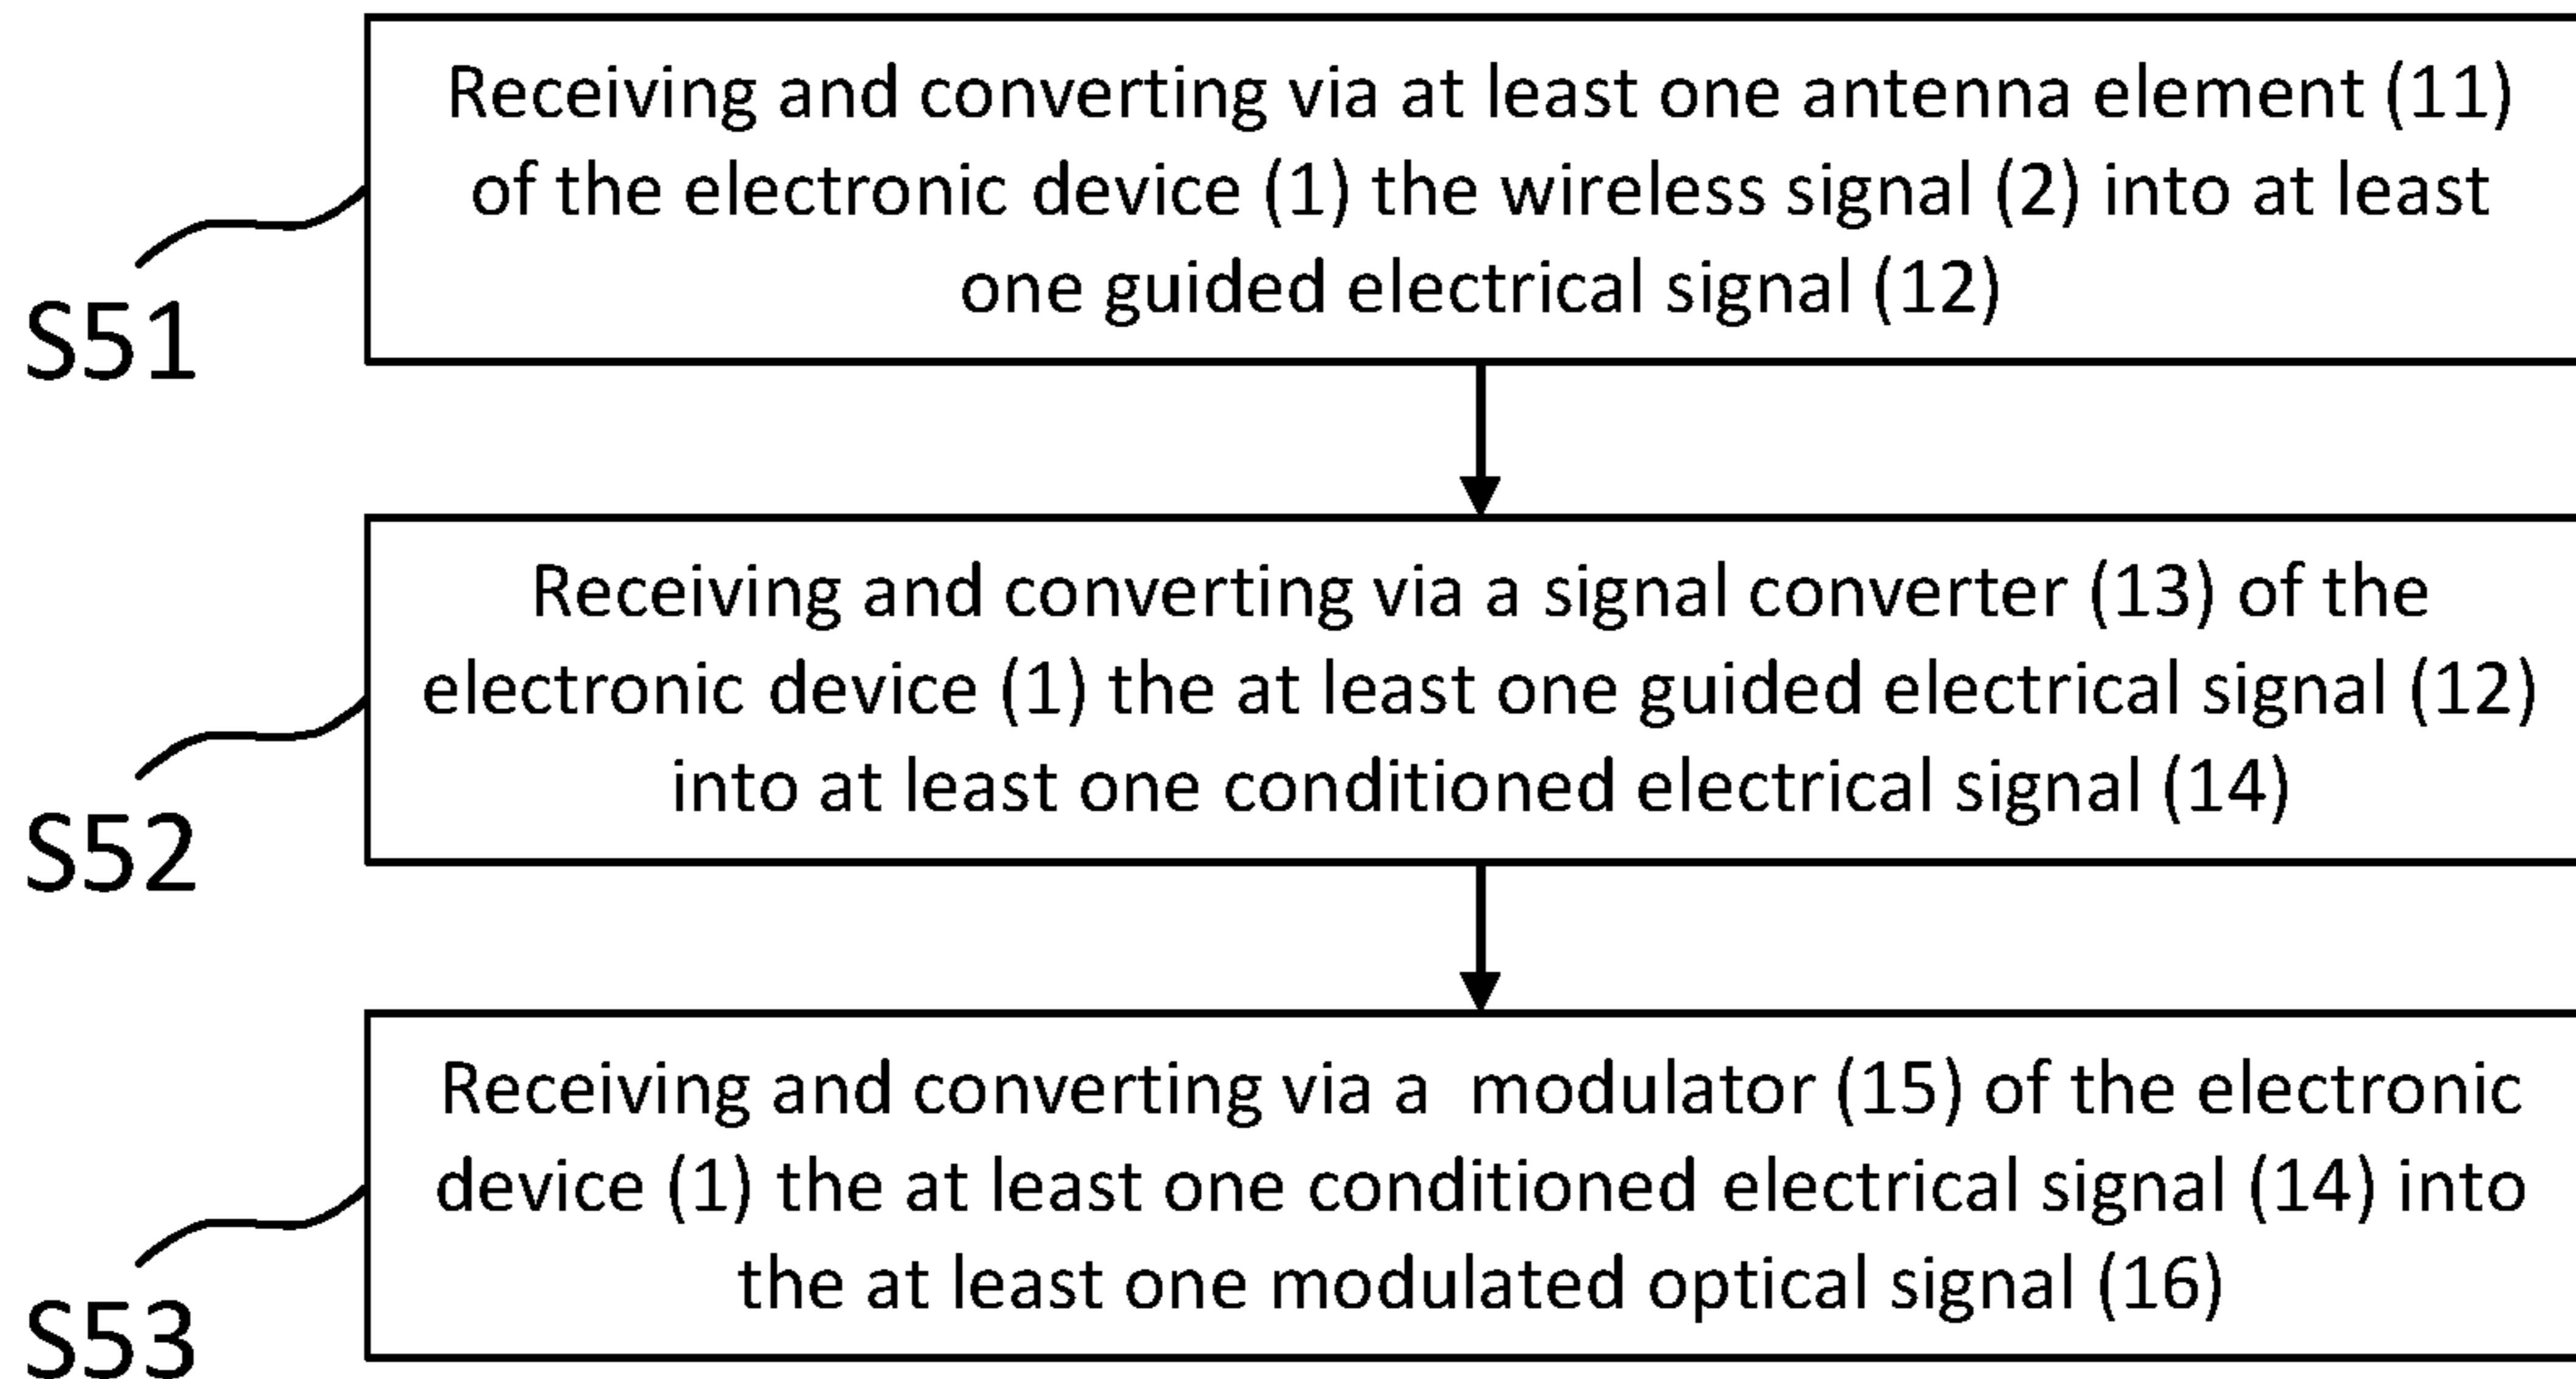 Receiving and converting via at least one antenna element (11)
of the electronic device (1) the wireless signal (2) into at least
one guided electrical signal (12)
S51
Receiving and converting via a signal converter (13) of the
electronic device (1) the at least one guided electrical signal (12)
into at least one conditioned electrical signal (14)
S52
Receiving and converting via a  modulator (15) of the electronic
device (1) the at least one conditioned electrical signal (14) into
the at least one modulated optical signal (16)
S53